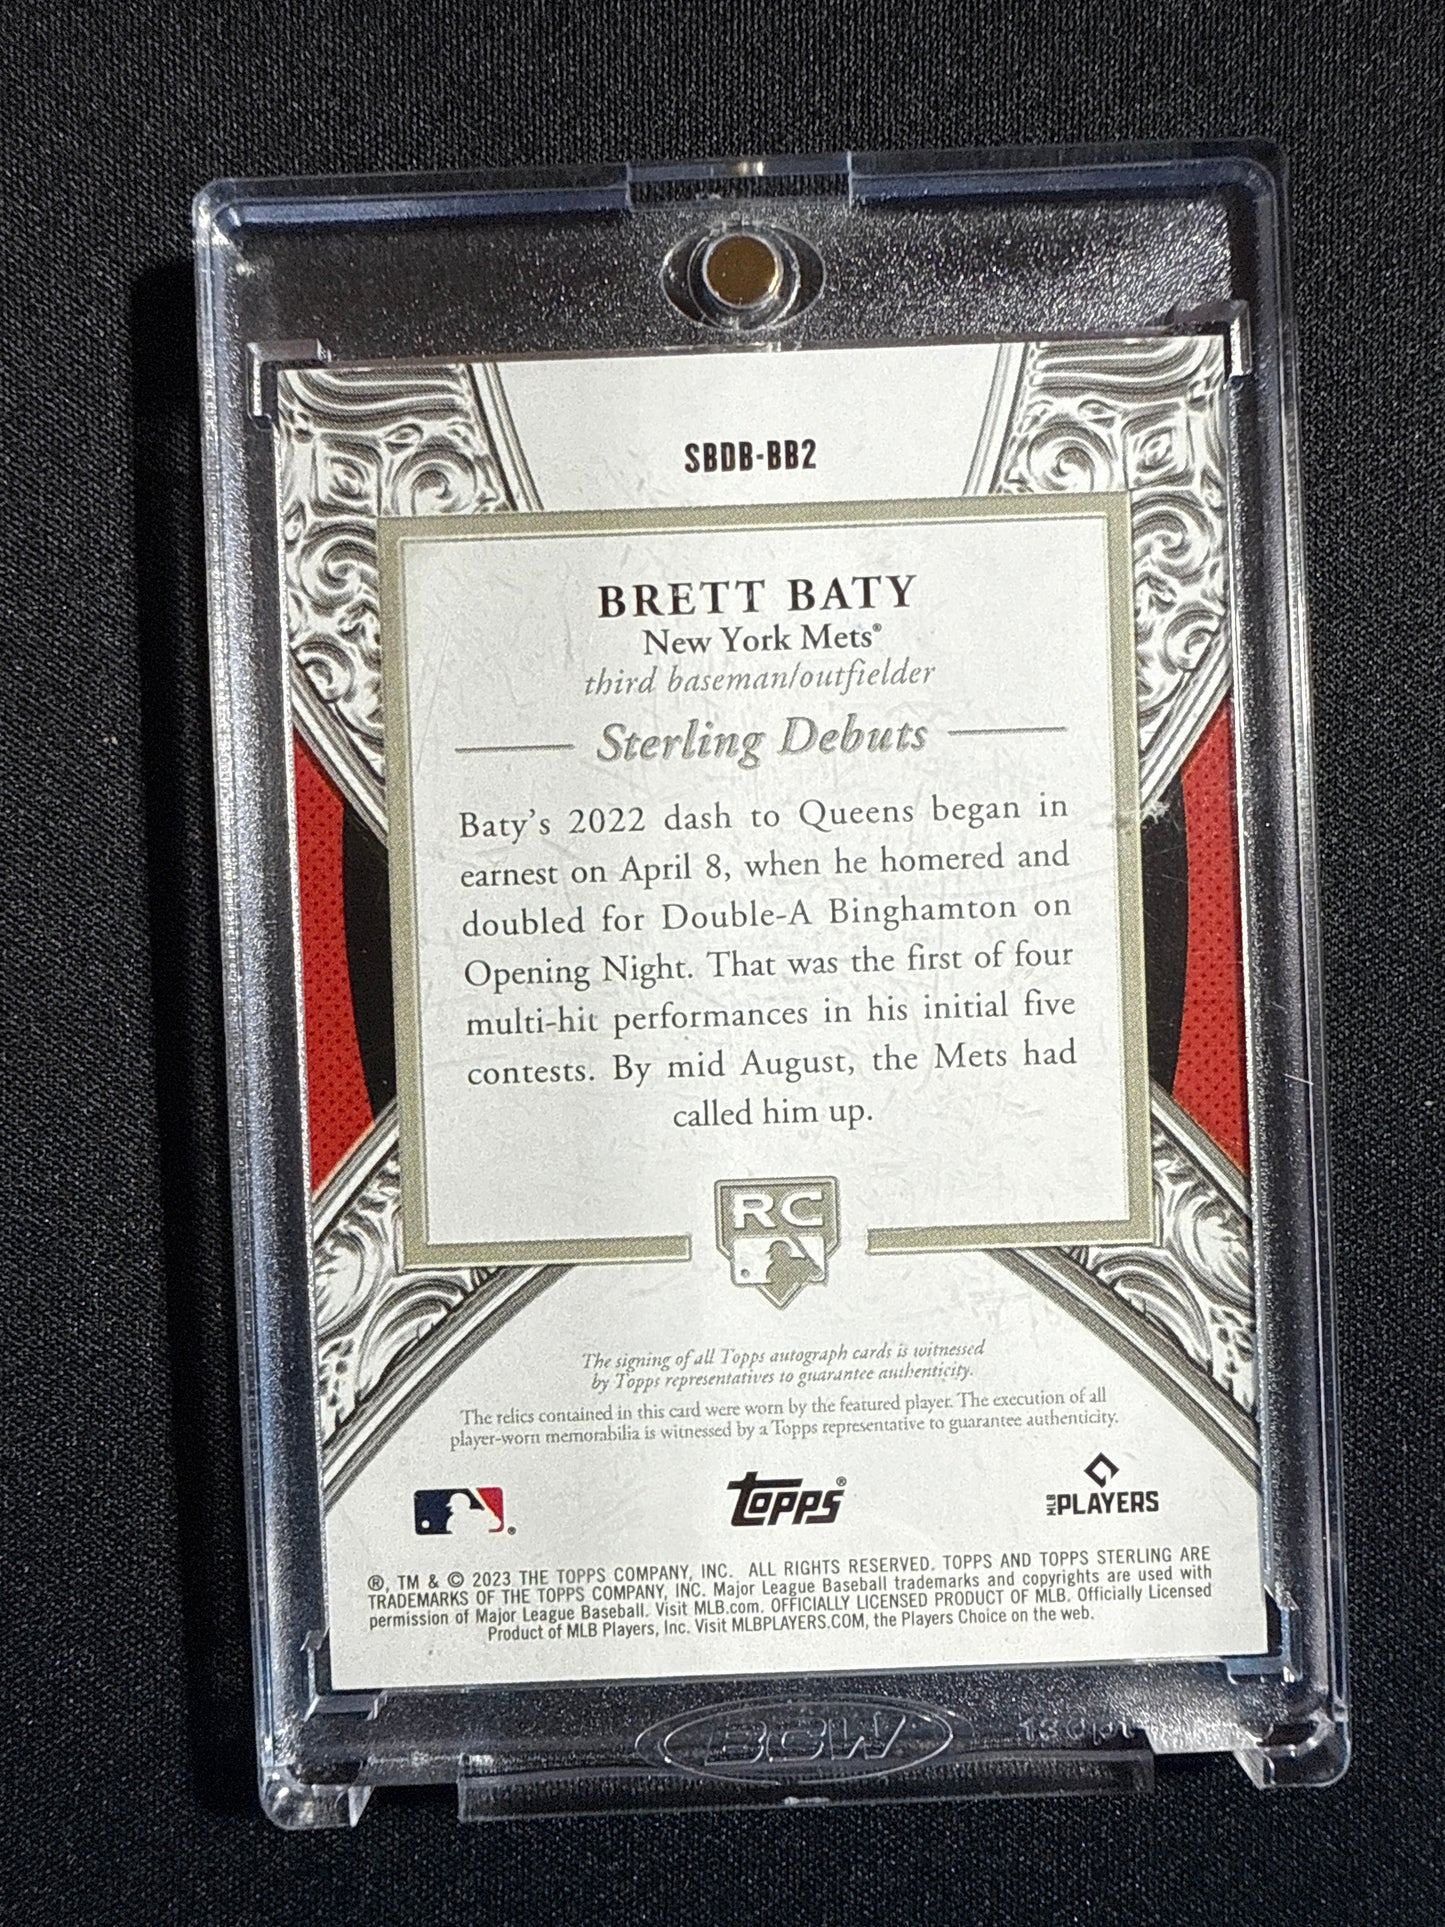 SBDB-BB2
BRETT BATY
New York Mets®
third baseman/outfielder
Sterling Debuts
Baty's 2022 dash to Queens began in
earnest on April 8, when he homered and
doubled for Double-A Binghamton on
Opening Night. That was the first of four
multi-hit performances in his initial five
contests. By mid August, the Mets had
called him up.
RC
The signing of all Topps autograph cards is witnessed
by Topps representatives to guarantee authenticity.
The relics contained in this card were worn by the featured player. The execution of all
player-worn memorabilia is witnessed by a Topps representative to guarantee authenticity.
®
topps®
MLB PLAYERS
®, TM & © 2023 THE TOPPS COMPANY, INC. ALL RIGHTS RESERVED. TOPPS AND TOPPS STERLING ARE
TRADEMARKS OF THE TOPPS COMPANY, INC. Major League Baseball trademarks and copyrights are used with
permission of Major League Baseball. Visit MLB.com. OFFICIALLY LICENSED PRODUCT OF MLB. Officially Licensed
Product of MLB Players, Inc. Visit MLBPLAYERS.COM, the Players Choice on the web.
BCW 130pt